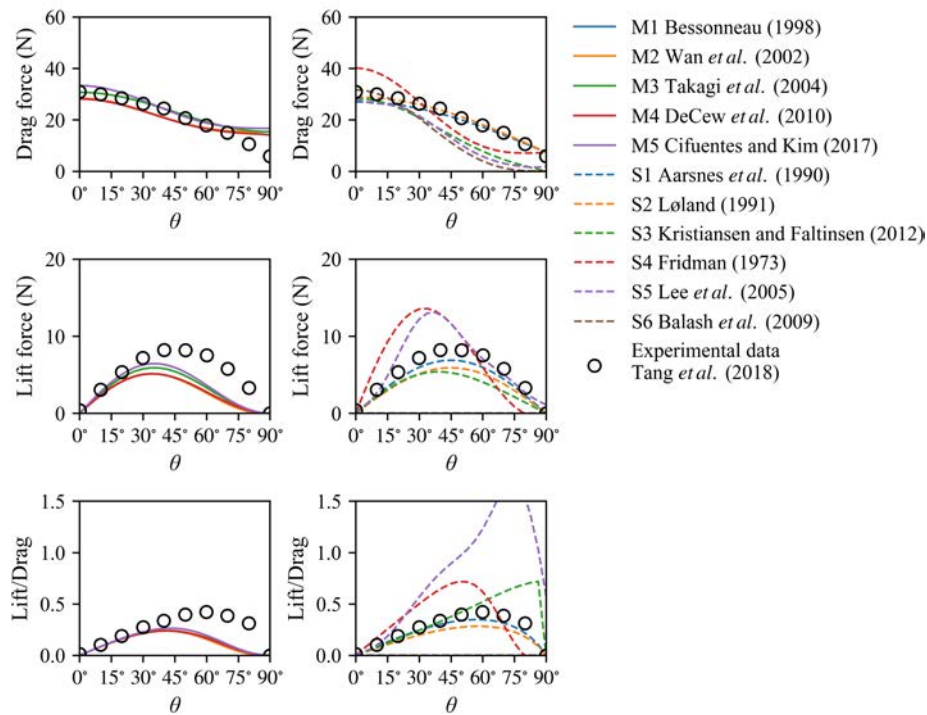 60
40
20
0
Drag force (N)
0° 15° 30° 45° 60° 75° 90°
θ
60
40
20
0
Drag force (N)
0° 15° 30° 45° 60° 75° 90°
θ
M1 Bessonneau (1998)
M2 Wan et al. (2002)
M3 Takagi et al. (2004)
M4 DeCew et al. (2010)
M5 Cifuentes and Kim (2017)
S1 Aarsnes et al. (1990)
S2 Løland (1991)
S3 Kristiansen and Faltinsen (2012)
S4 Fridman (1973)
S5 Lee et al. (2005)
S6 Balash et al. (2009)
Experimental data
Tang et al. (2018)
20
10
0
Lift force (N)
0° 15° 30° 45° 60° 75° 90°
θ
20
10
0
Lift force (N)
0° 15° 30° 45° 60° 75° 90°
θ
1.5
1.0
0.5
0.0
Lift/Drag
0° 15° 30° 45° 60° 75° 90°
θ
1.5
1.0
0.5
0.0
Lift/Drag
0° 15° 30° 45° 60° 75° 90°
θ